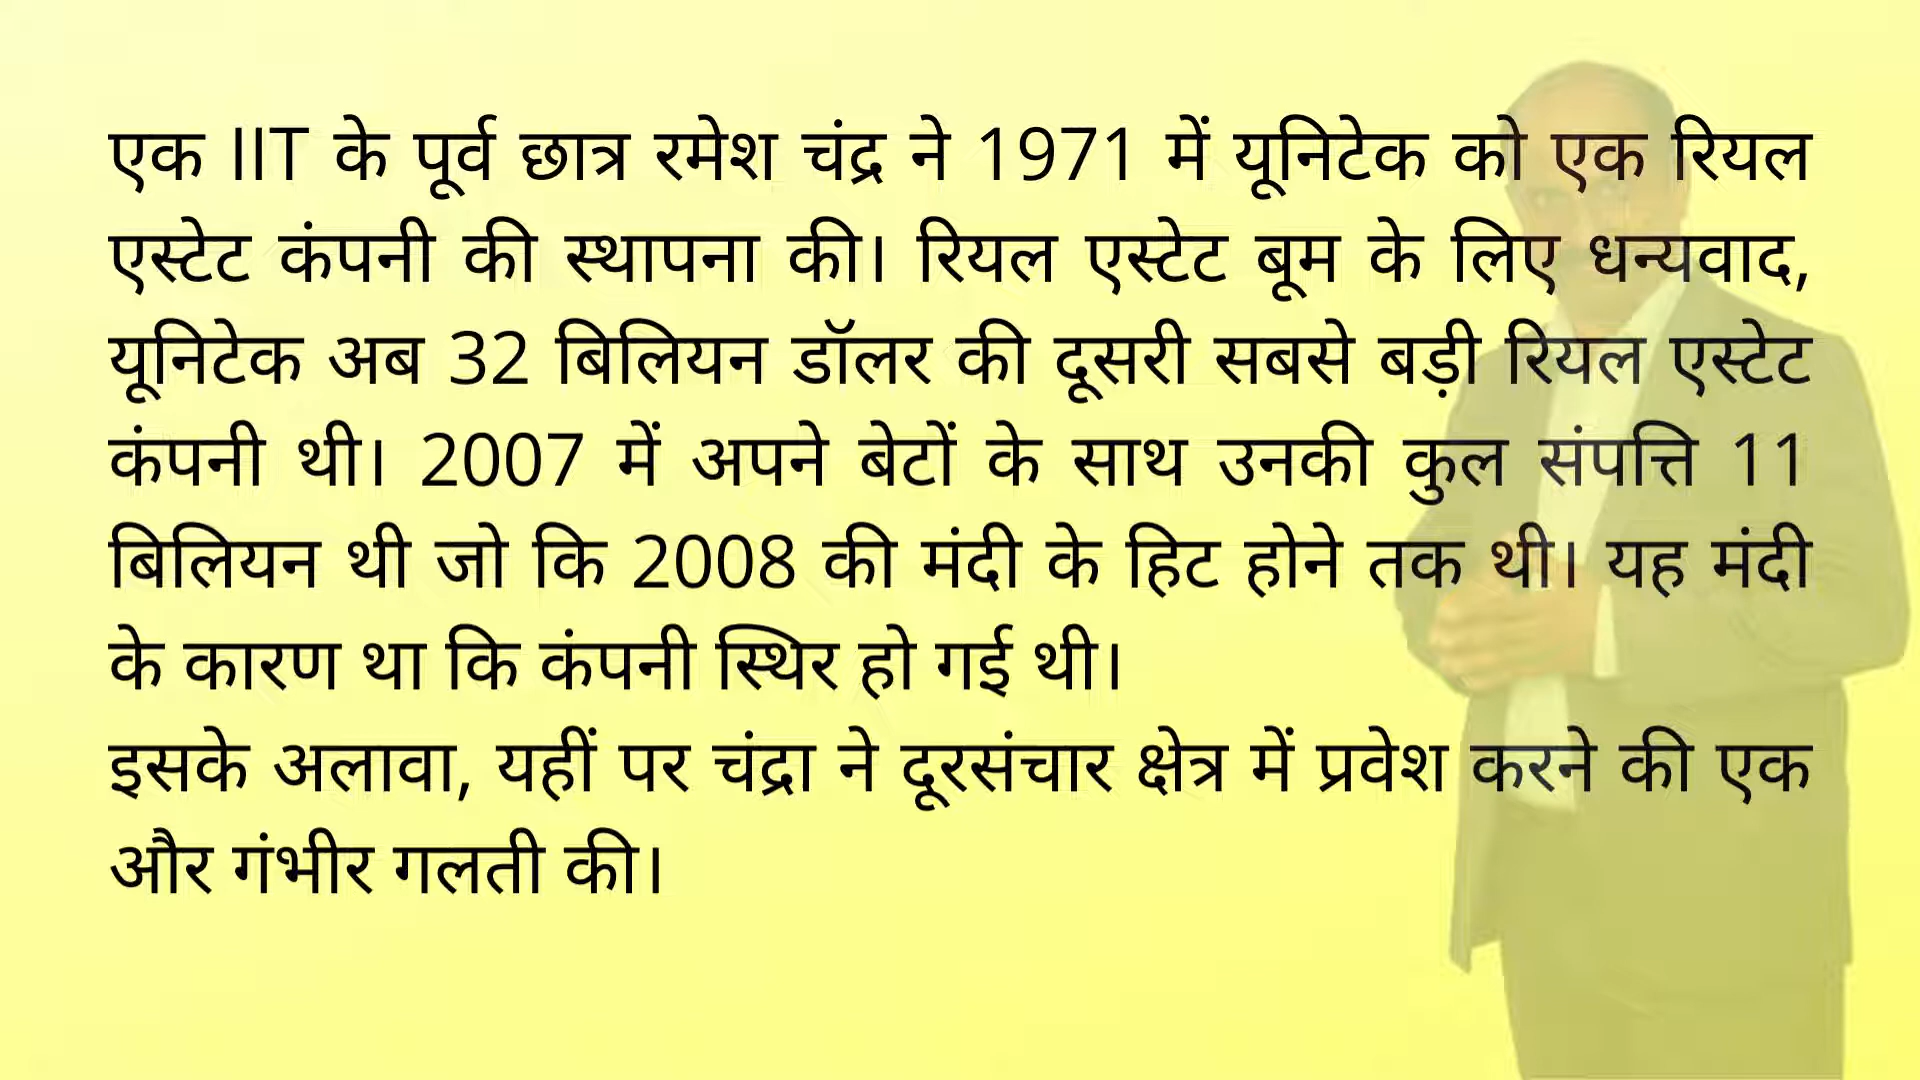 एक IIT के पूर्व छात्र रमेश चंद्र ने 1971 में यूनिटेक को एक रियल
एस्टेट कंपनी की स्थापना की। रियल एस्टेट बूम के लिए धन्यवाद,
यूनिटेक अब 32 बिलियन डॉलर की दूसरी सबसे बड़ी रियल एस्टेट
कंपनी थी। 2007 में अपने बेटों के साथ उनकी कुल संपत्ति 11
बिलियन थी जो कि 2008 की मंदी के हिट होने तक थी। यह मंदी
के कारण था कि कंपनी स्थिर हो गई थी।
इसके अलावा, यहीं पर चंद्रा ने दूरसंचार क्षेत्र में प्रवेश करने की एक
और गंभीर गलती की।